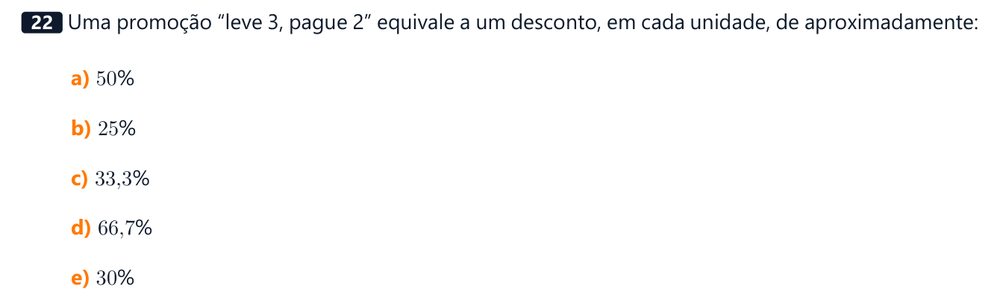 22 Uma promoção “leve 3, pague 2” equivale a um desconto, em cada unidade, de aproximadamente:
a) 50%
b) 25%
c) 33,3%
d) 66,7%
e) 30%